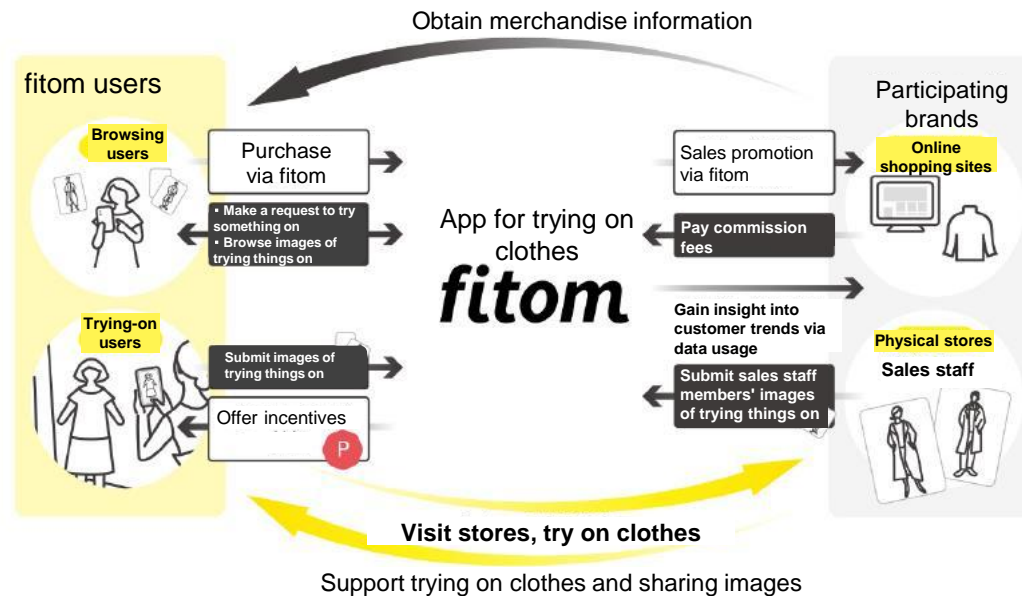 Obtain merchandise information
fitom users
Browsing
users
Purchase
via fitom
▪ Make a request to try
something on
▪ Browse images of
trying things on
Trying-on
users
Submit images of
trying things on
Offer incentives
P
App for trying on
clothes
fitom
Sales promotion
via fitom
Pay commission
fees
Gain insight into
customer trends via
data usage
Submit sales staff
members' images
of trying things on
Participating
brands
Online
shopping sites
Physical stores
Sales staff
Visit stores, try on clothes
Support trying on clothes and sharing images